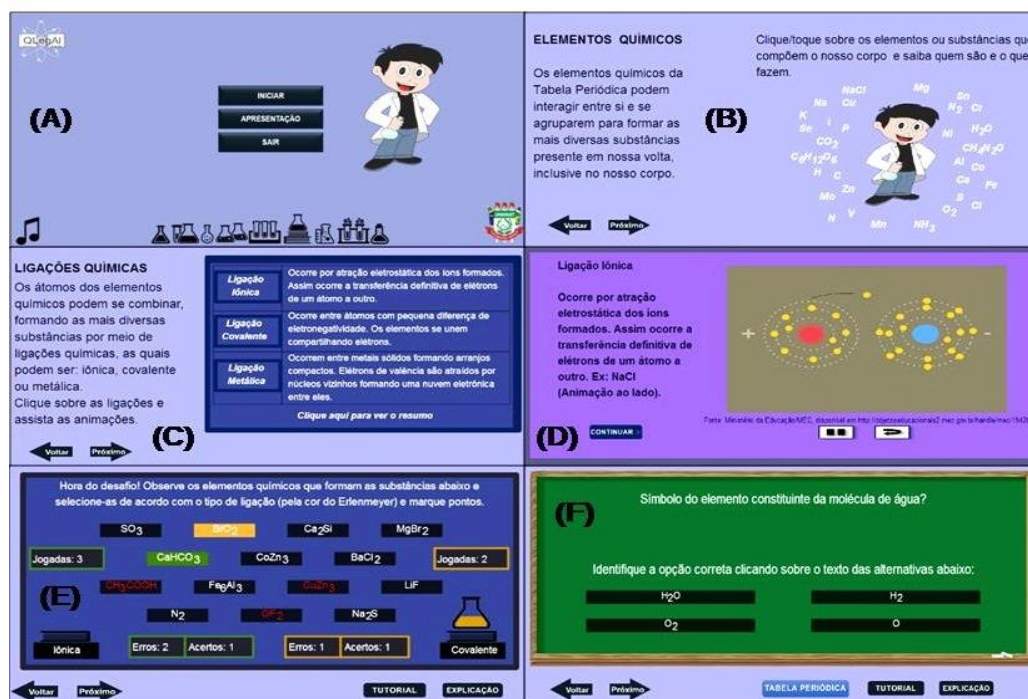 QLegAl
(A)
INICIAR
APRESENTAÇÃO
SAIR
ELEMENTOS QUÍMICOS
Os elementos químicos da
Tabela Periódica podem
interagir entre si e se
agruparem para formar as
mais diversas substâncias
presente em nossa volta,
inclusive no nosso corpo.
Voltar
Próximo
(B)
Clique/toque sobre os elementos ou substâncias que
compõem o nosso corpo e saiba quem são e o que
fazem.
NaCl
Mg
Na
Cu
Sn
N2
Cr
K
I
Se
P
Ni
H2O
CO2
CH4N2O
C6H12O6
Al
Co
H
C
Ca
Fe
Mo
Zn
S
O2
Cl
N
V
Mn
NH3
LIGAÇÕES QUÌMICAS
Os átomos dos elementos
químicos podem se combinar,
formando as mais diversas
substâncias por meio de
ligações químicas, as quais
podem ser: iônica, covalente
ou metálica.
Clique sobre as ligações e
assista as animações.
Voltar
Próximo
(C)
Ligação
Iônica
Ocorre por atração eletrostática dos íons formados.
Assim ocorre a transferência definitiva de elétrons
de um átomo a outro.
Ligação
Covalente
Ocorre entre átomos com pequena diferença de
eletronegatividade. Os elementos se unem
compartilhando elétrons.
Ligação
Metálica
Ocorrem entre metais sólidos formando arranjos
compactos. Elétrons de valência são atraídos por
núcleos vizinhos formando uma nuvem eletrônica
entre eles.
Clique aqui para ver o resumo
Ligação Iônica
Ocorre por atração
eletrostática dos íons
formados. Assim ocorre a
transferência definitiva de
elétrons de um átomo a
outro. Ex: NaCl
(Animação ao lado).
(D)
CONTINUAR
+
-
Fonte: Ministério da Educação/MEC, disponível em
Hora do desafio! Observe os elementos químicos que formam as substâncias abaixo e
selecione-as de acordo com o tipo de ligação (pela cor do Erlenmeyer) e marque pontos.
SO3
SiO2
Ca2Si
MgBr2
Jogadas: 3
CaHCO3
CoZn3
BaCl2
Jogadas: 2
(E)
CH3COOH
Fe6Al3
CuZn3
LiF
N2
OF2
Na2S
Iônica
Erros: 2
Acertos: 1
Erros: 1
Acertos: 1
Covalente
Voltar
Próximo
TUTORIAL
EXPLICAÇÃO
(F)
Símbolo do elemento constituinte da molécula de água?
Identifique a opção correta clicando sobre o texto das alternativas abaixo:
H2O
H2
O2
O
Voltar
Próximo
TABELA PERIÓDICA
TUTORIAL
EXPLICAÇÃO